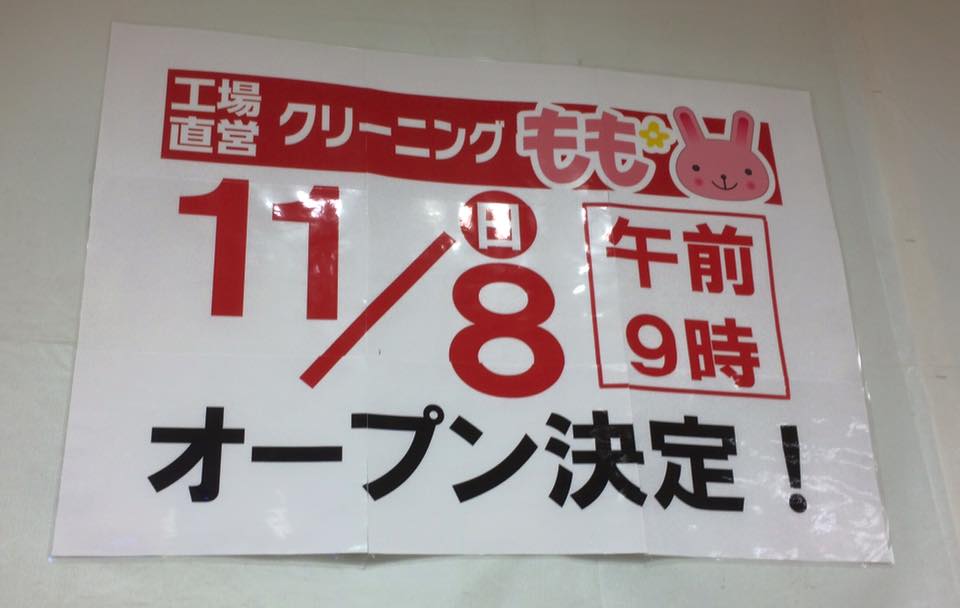 工場直営 クリーニング もも
11/8 日 午前9時
オープン決定！